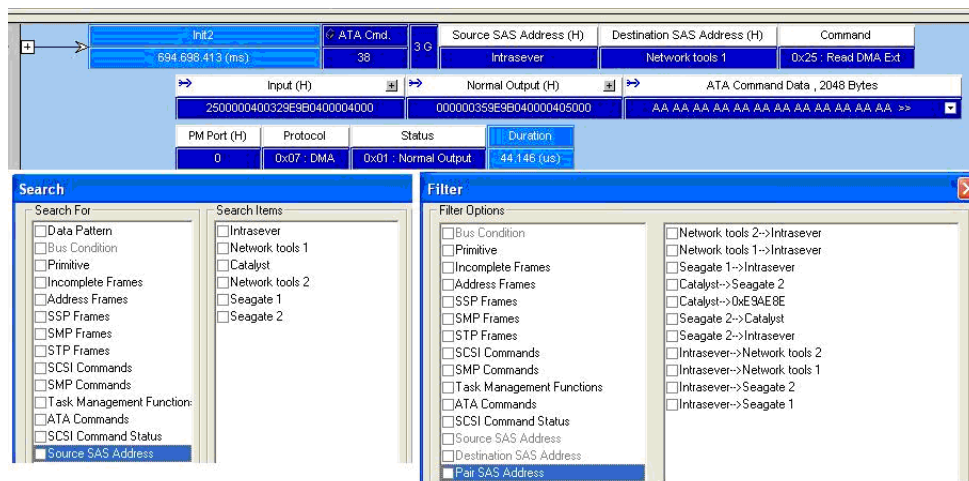 Init2 ATA Cmd. 3 G Source SAS Address (H) Destination SAS Address (H) Command
694.698.413 (ms) 38 Intrasever Network tools 1 0x25 : Read DMA Ext
Input (H) Normal Output (H) ATA Command Data , 2048 Bytes
2500000400329E9B0400004000 000000359E9B040000405000 AA AA AA AA AA AA AA AA AA AA AA AA AA >>
PM Port (H) Protocol Status Duration
0 0x07 : DMA 0x01 : Normal Output 44.146 (us)
Search
Search For
Data Pattern
Bus Condition
Primitive
Incomplete Frames
Address Frames
SSP Frames
SMP Frames
STP Frames
SCSI Commands
SMP Commands
Task Management Function:
ATA Commands
SCSI Command Status
Source SAS Address
Search Items
Intrasever
Network tools 1
Catalyst
Network tools 2
Seagate 1
Seagate 2
Filter
Filter Options
Bus Condition
Primitive
Incomplete Frames
Address Frames
SSP Frames
SMP Frames
STP Frames
SCSI Commands
SMP Commands
Task Management Functions
ATA Commands
SCSI Command Status
Source SAS Address
Destination SAS Address
Pair SAS Address
Network tools 2-->Intrasever
Network tools 1-->Intrasever
Seagate 1-->Intrasever
Catalyst-->Seagate 2
Catalyst-->0xE9AE8E
Seagate 2-->Catalyst
Seagate 2-->Intrasever
Intrasever-->Network tools 2
Intrasever-->Network tools 1
Intrasever-->Seagate 2
Intrasever-->Seagate 1